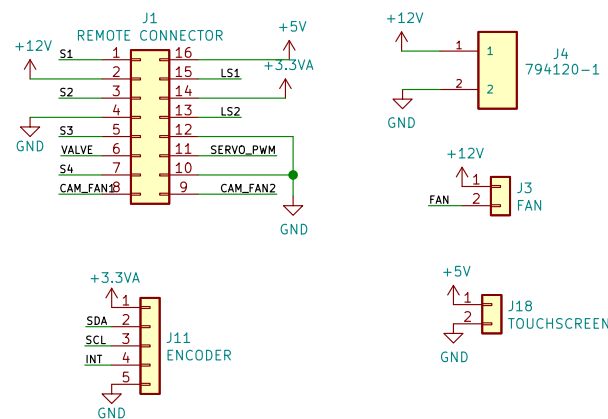 J1
REMOTE CONNECTOR
+12V
+5V
+3.3VA
GND
GND
S1 1 16
2 15 LS1
S2 3 14
4 13 LS2
S3 5 12
VALVE 6 11 SERVO_PWM
S4 7 10
CAM_FAN1 8 9 CAM_FAN2
+12V
1 1
2 2
GND
J4
794120-1
+12V
1
FAN 2
J3
FAN
+3.3VA
1
SDA 2
SCL 3
INT 4
5
GND
J11
ENCODER
+5V
1
2
GND
J18
TOUCHSCREEN